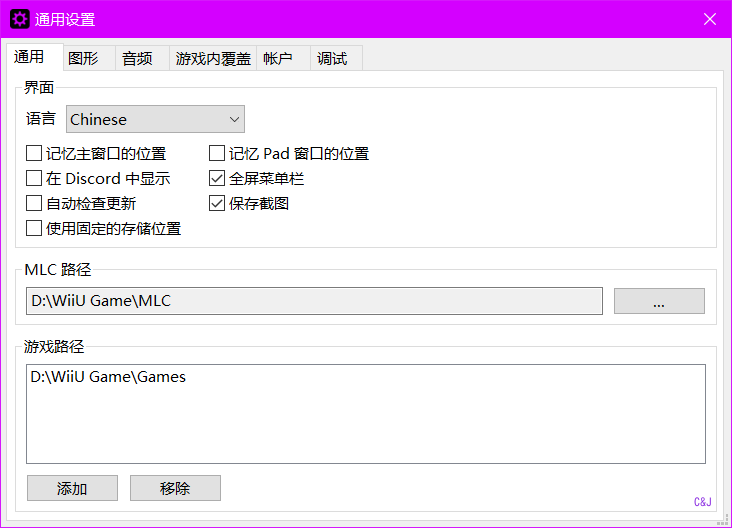 通用设置
通用 图形 音频 游戏内覆盖 帐户 调试
界面
语言 Chinese
记忆主窗口的位置 记忆 Pad 窗口的位置
在 Discord 中显示 全屏菜单栏
自动检查更新 保存截图
使用固定的存储位置
MLC 路径
D:\WiiU Game\MLC ...
游戏路径
D:\WiiU Game\Games
添加 移除
C&J